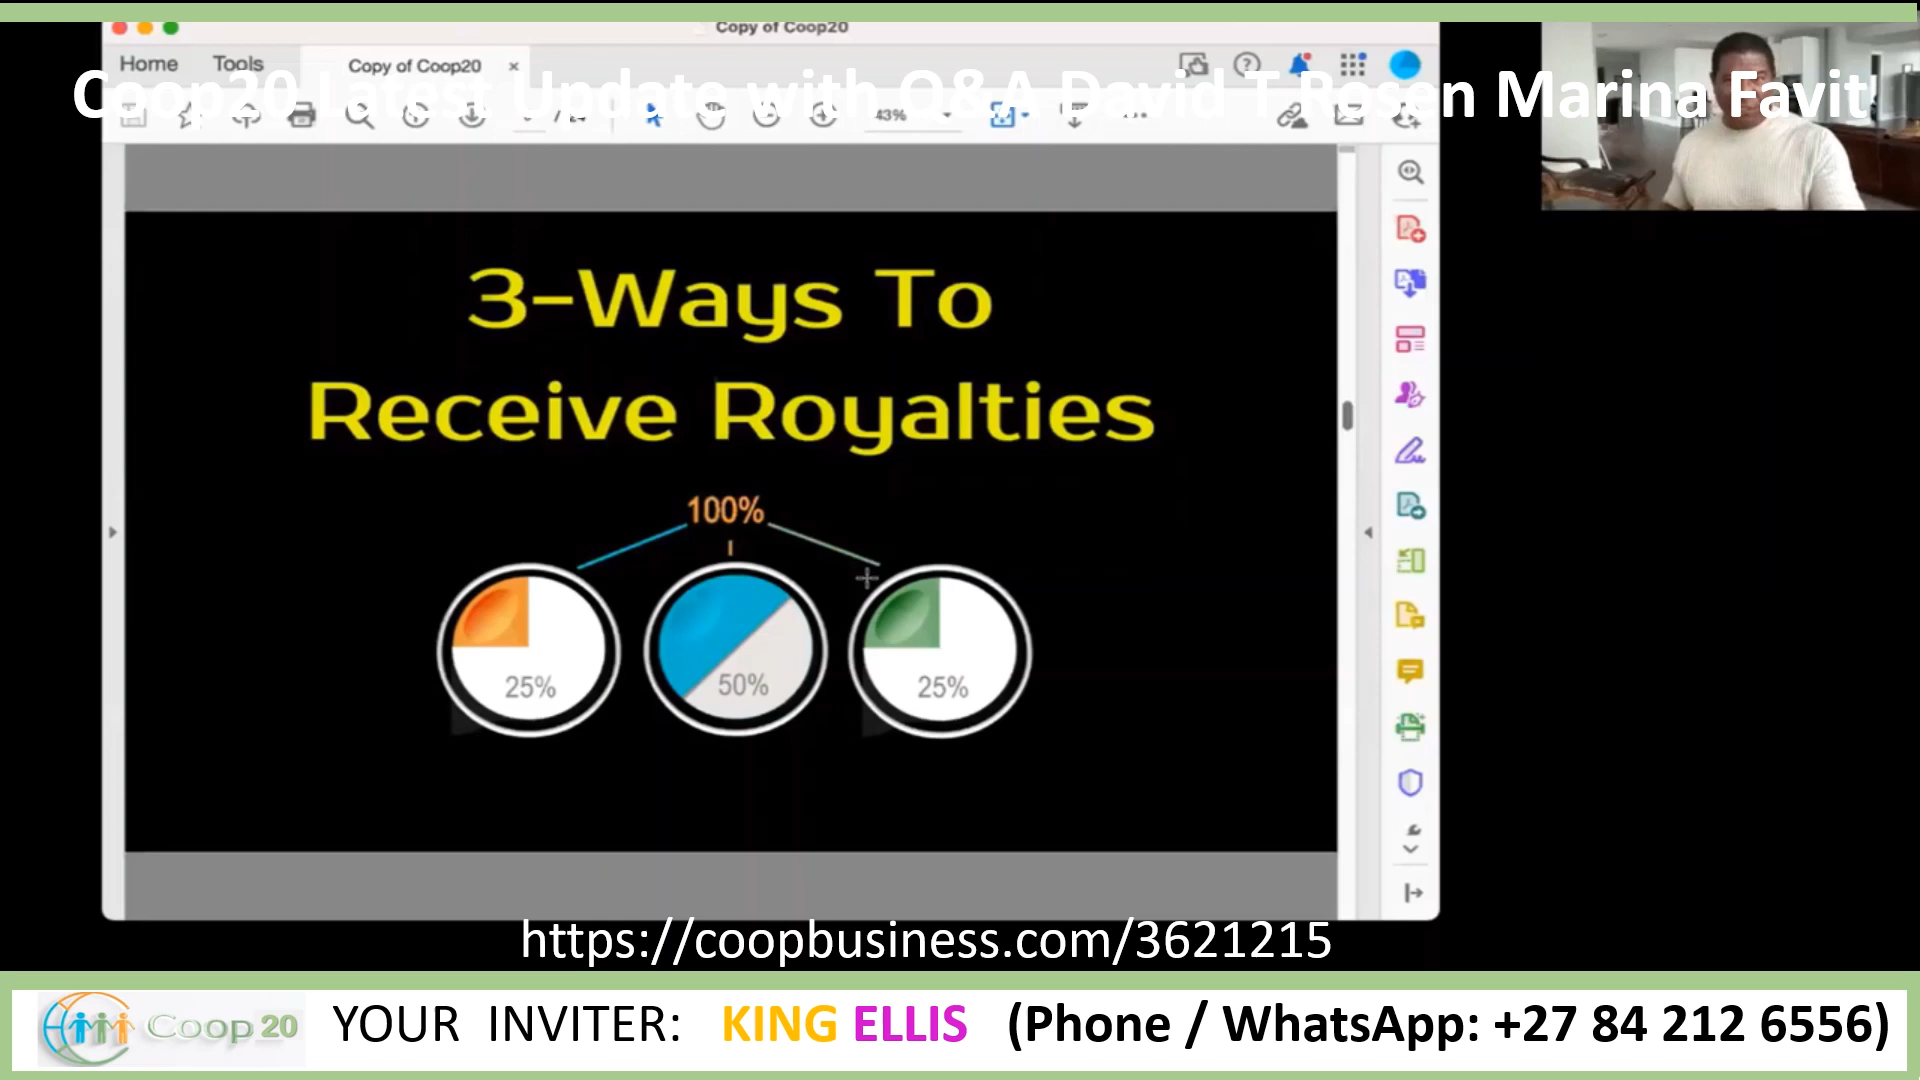 Copy of Coop20
Home Tools Copy of Coop20 ×
Coop20 Latest Update with Q&A David T Rosen Marina Favit
43%
3-Ways To
Receive Royalties
100%
25% 50% 25%
https://coopbusiness.com/3621215
Coop 20 YOUR INVITER: KING ELLIS (Phone / WhatsApp: +27 84 212 6556)